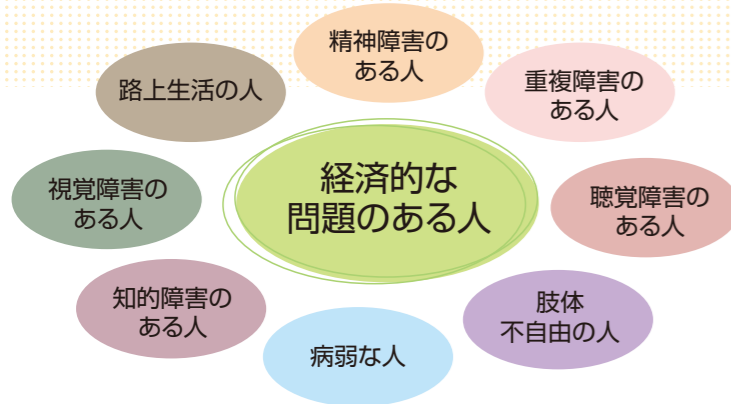 精神障害の
ある人
路上生活の人
重複障害の
ある人
経済的な
問題のある人
視覚障害の
ある人
聴覚障害の
ある人
知的障害の
ある人
肢体
不自由の人
病弱な人